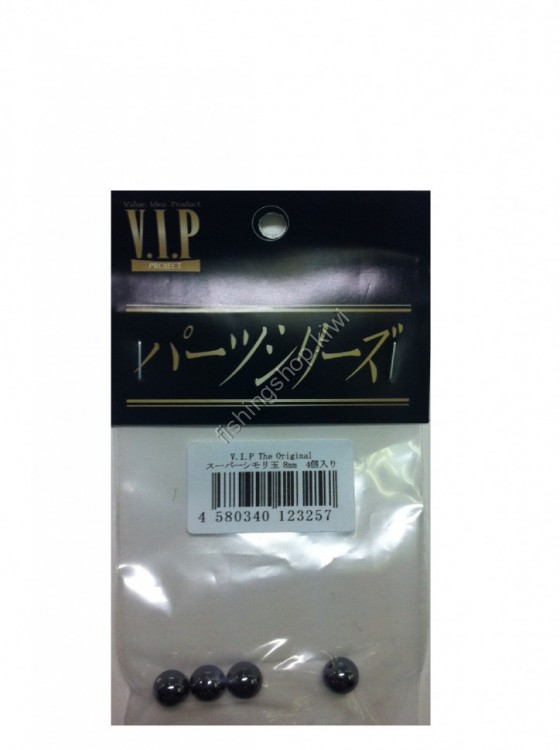 Value Idea Product
V.I.P
PROJECT
パーツシリーズ
fishingshop.kiwi
V.I.P The Original
スーパーシモリ玉 8mm 4個入り
4 580340 123257